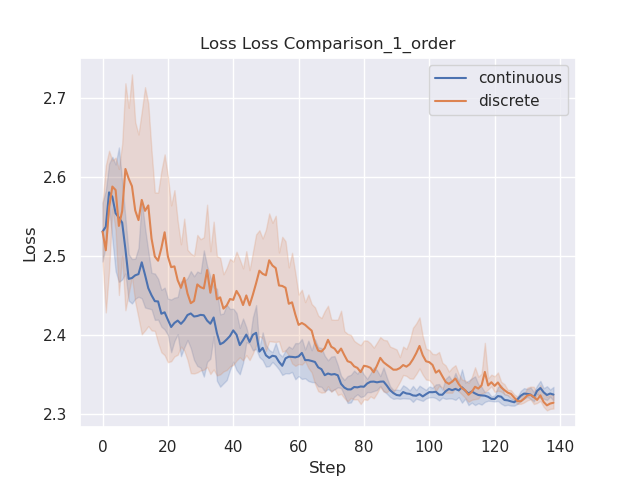 Loss Loss Comparison_1_order
continuous
discrete
2.7
2.6
2.5
2.4
2.3
Loss
0 20 40 60 80 100 120 140
Step